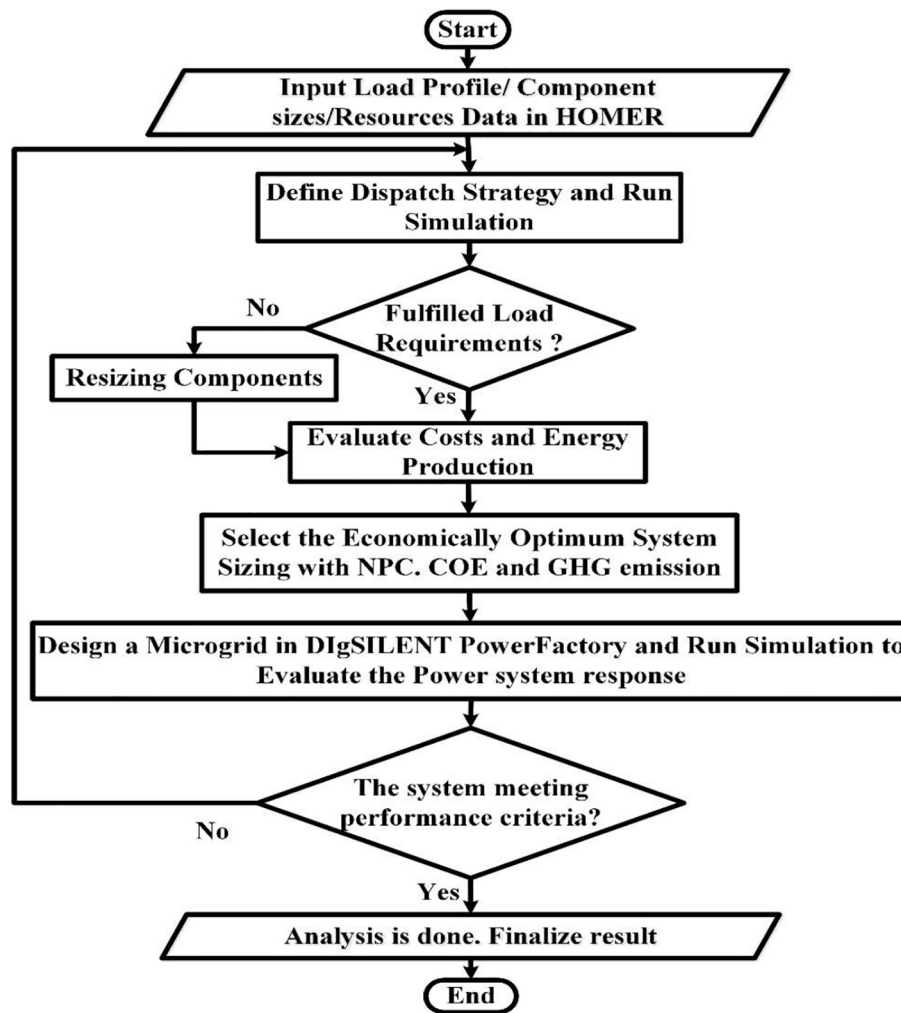 Start
Input Load Profile/ Component
sizes/Resources Data in HOMER
Define Dispatch Strategy and Run
Simulation
No
Fulfilled Load
Requirements ?
Resizing Components
Yes
Evaluate Costs and Energy
Production
Select the Economically Optimum System
Sizing with NPC. COE and GHG emission
Design a Microgrid in DIgSILENT PowerFactory and Run Simulation to
Evaluate the Power system response
The system meeting
performance criteria?
No
Yes
Analysis is done. Finalize result
End